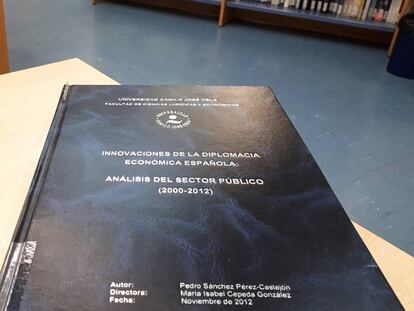 UNIVERSIDAD CAMILO JOSÉ CELA
FACULTAD DE CIENCIAS JURÍDICAS Y ECONÓMICAS
INNOVACIONES DE LA DIPLOMACIA
ECONÓMICA ESPAÑOLA:
ANÁLISIS DEL SECTOR PÚBLICO
(2000-2012)
Autor: Pedro Sánchez Pérez-Castejón
Directora: María Isabel Cepeda González
Fecha: Noviembre de 2012